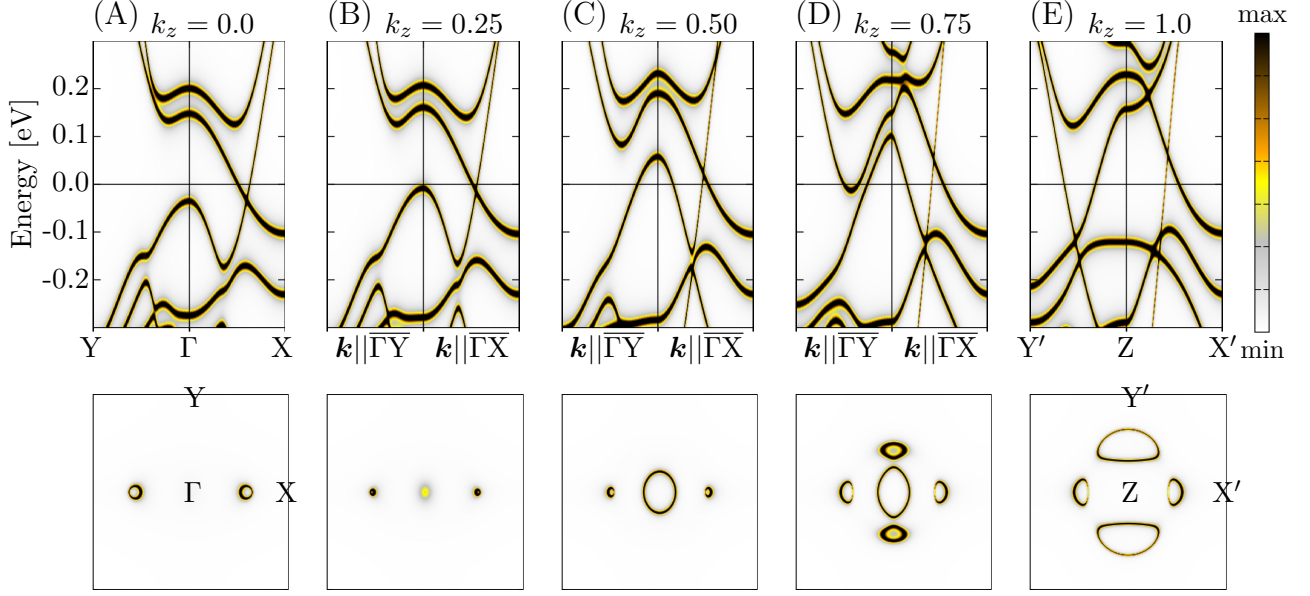 (A) (B) (C) (D) (E) max
k_z = 0.0 k_z = 0.25 k_z = 0.50 k_z = 0.75 k_z = 1.0
Energy [eV]
0.2
0.1
0.0
-0.1
-0.2
Y Γ X 𝒌||ΓY 𝒌||ΓX 𝒌||ΓY 𝒌||ΓX 𝒌||ΓY 𝒌||ΓX Y′ Z X′ min
Y Y′
Γ X Z X′